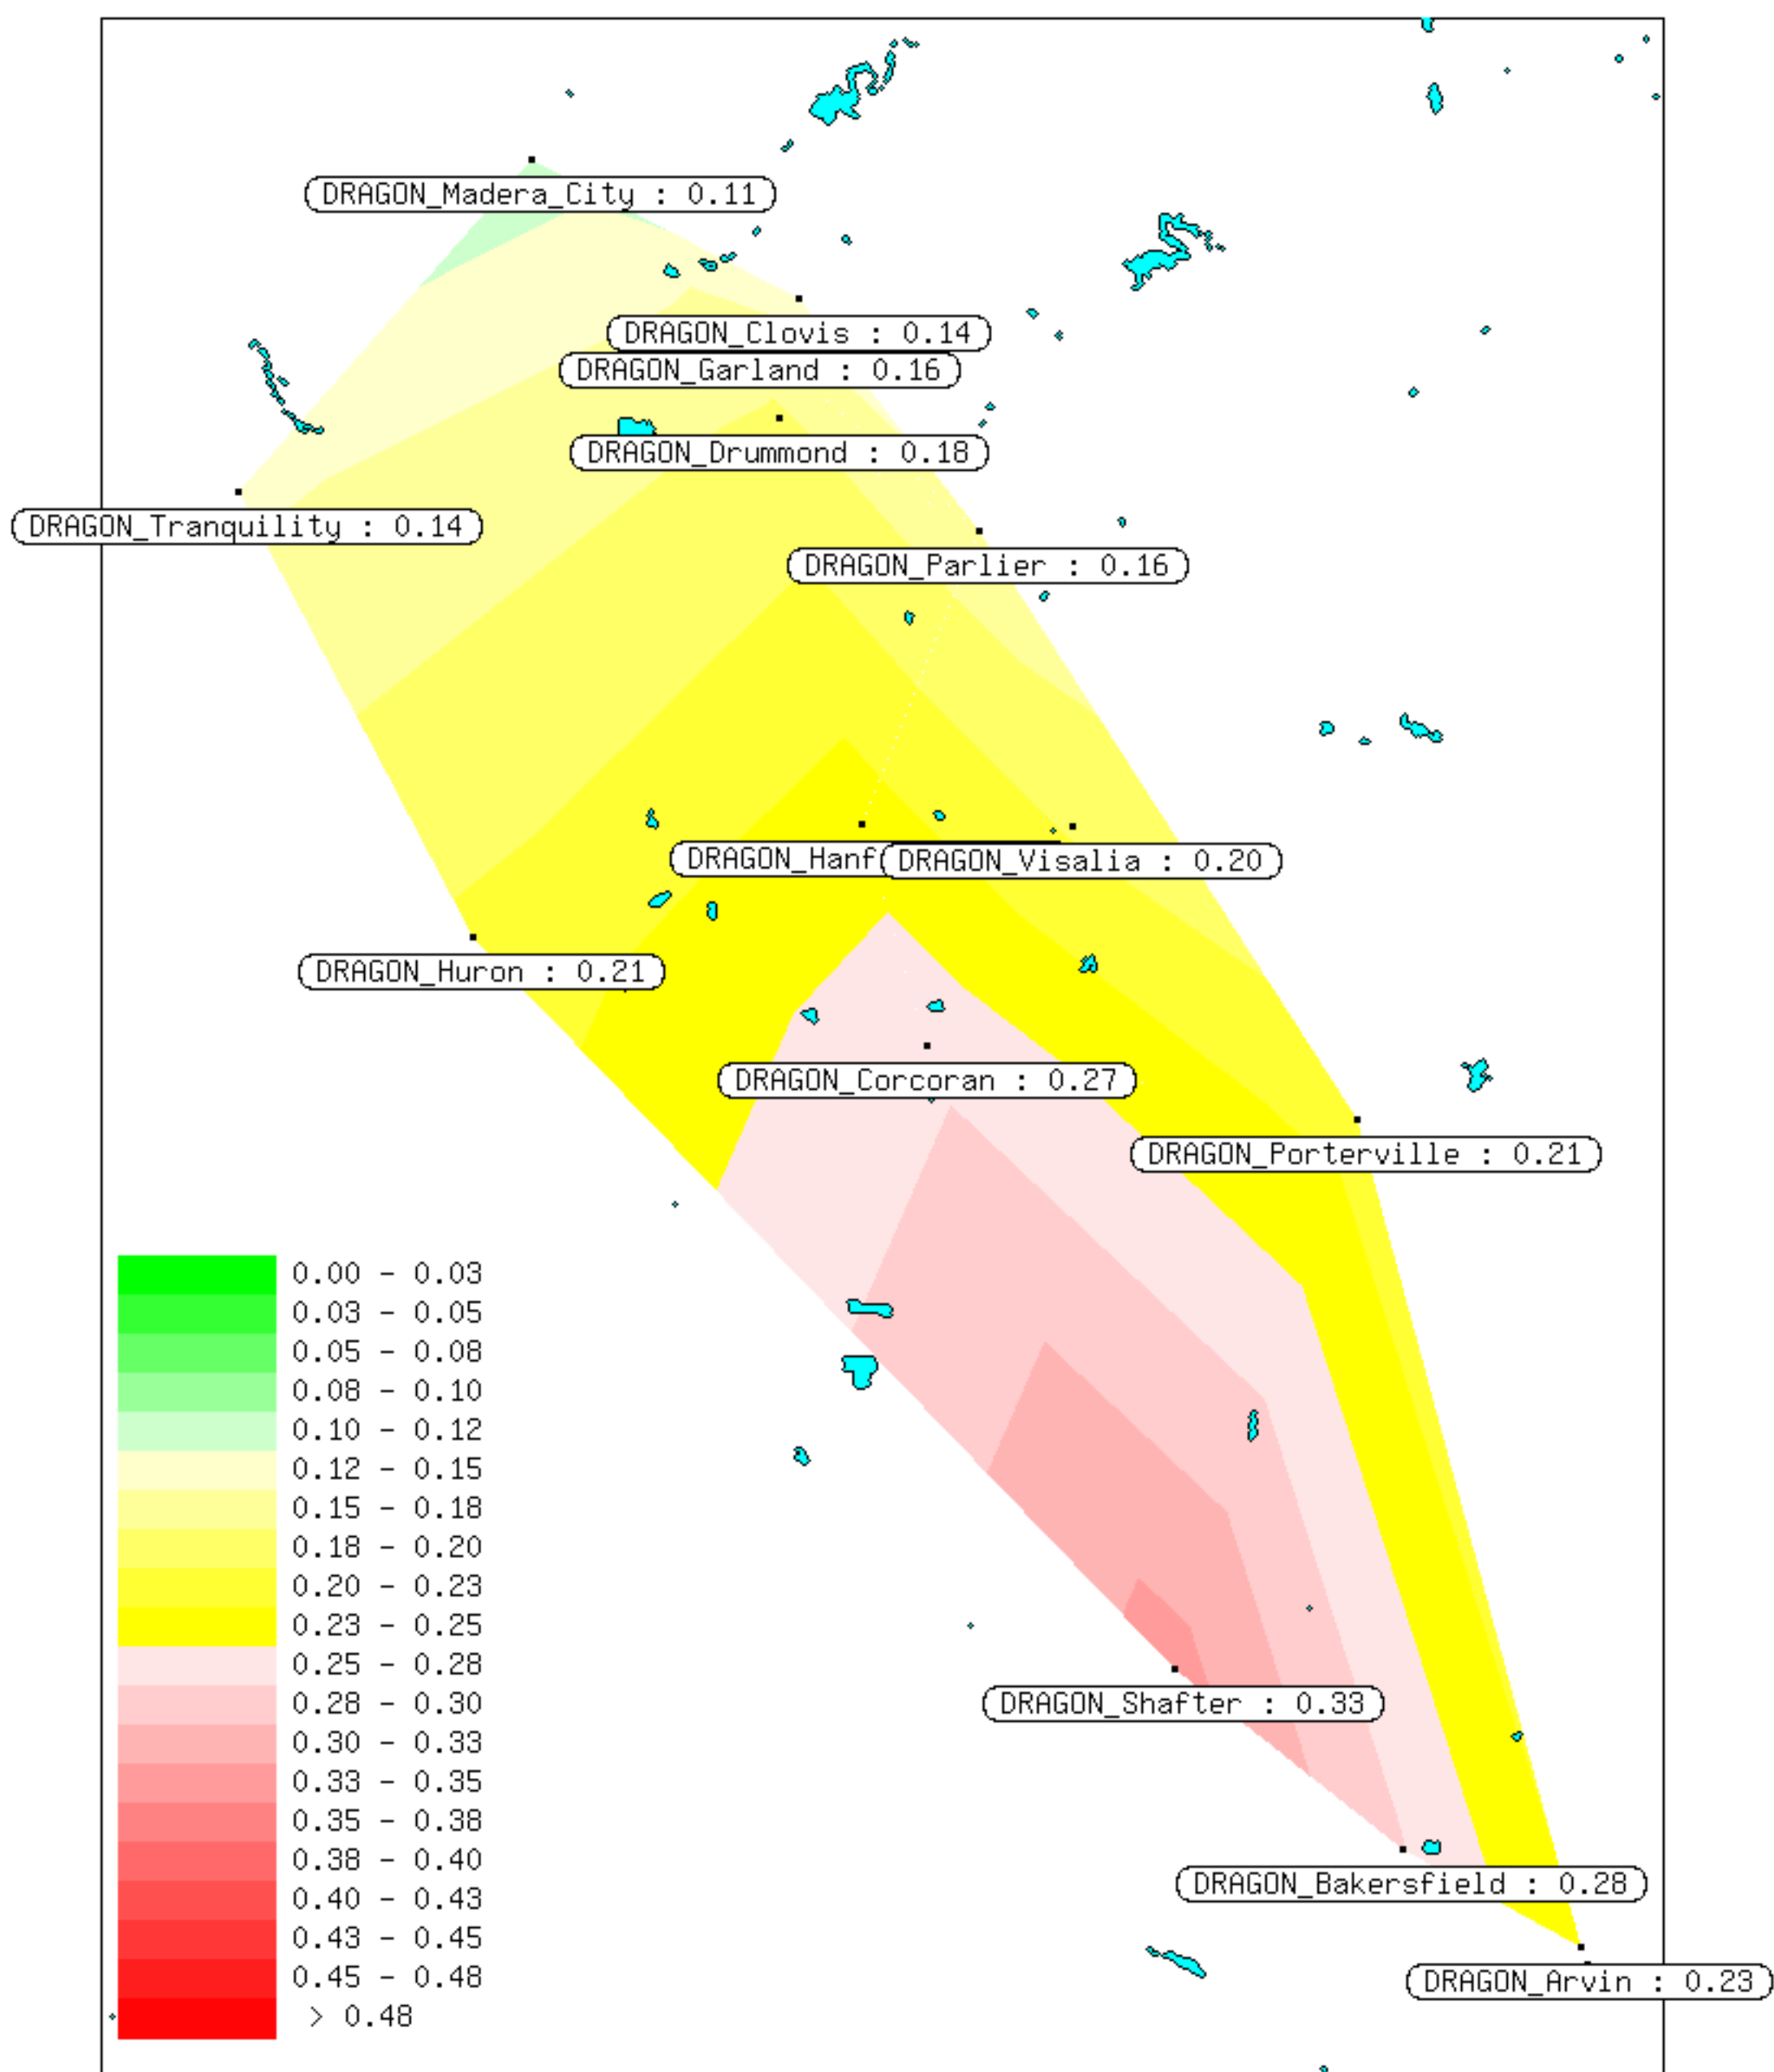 DRAGON_Madera_City : 0.11
DRAGON_Clovis : 0.14
DRAGON_Garland : 0.16
DRAGON_Drummond : 0.18
DRAGON_Tranquility : 0.14
DRAGON_Parlier : 0.16
DRAGON_Hanf
DRAGON_Visalia : 0.20
DRAGON_Huron : 0.21
DRAGON_Corcoran : 0.27
DRAGON_Porterville : 0.21
DRAGON_Shafter : 0.33
DRAGON_Bakersfield : 0.28
DRAGON_Arvin : 0.23
0.00 - 0.03
0.03 - 0.05
0.05 - 0.08
0.08 - 0.10
0.10 - 0.12
0.12 - 0.15
0.15 - 0.18
0.18 - 0.20
0.20 - 0.23
0.23 - 0.25
0.25 - 0.28
0.28 - 0.30
0.30 - 0.33
0.33 - 0.35
0.35 - 0.38
0.38 - 0.40
0.40 - 0.43
0.43 - 0.45
0.45 - 0.48
> 0.48